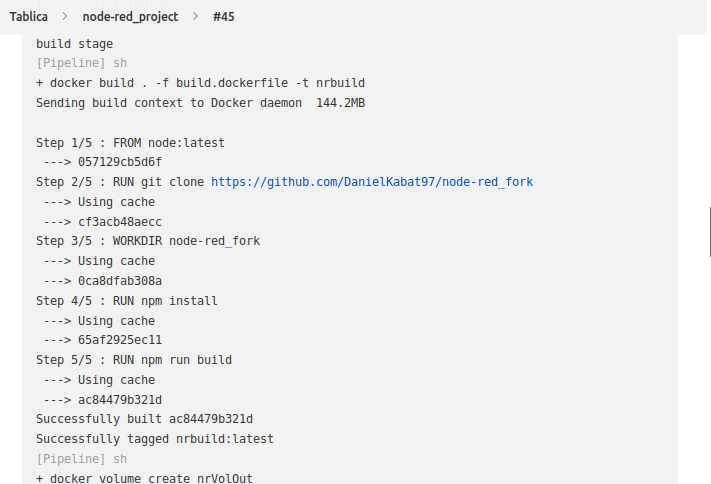 Tablica > node-red_project > #45
build stage
[Pipeline] sh
+ docker build . -f build.dockerfile -t nrbuild
Sending build context to Docker daemon  144.2MB
Step 1/5 : FROM node:latest
---> 057129cb5d6f
Step 2/5 : RUN git clone https://github.com/DanielKabat97/node-red_fork
---> Using cache
---> cf3acb48aecc
Step 3/5 : WORKDIR node-red_fork
---> Using cache
---> 0ca8dfab308a
Step 4/5 : RUN npm install
---> Using cache
---> 65af2925ec11
Step 5/5 : RUN npm run build
---> Using cache
---> ac84479b321d
Successfully built ac84479b321d
Successfully tagged nrbuild:latest
[Pipeline] sh
+ docker volume create nrVolOut